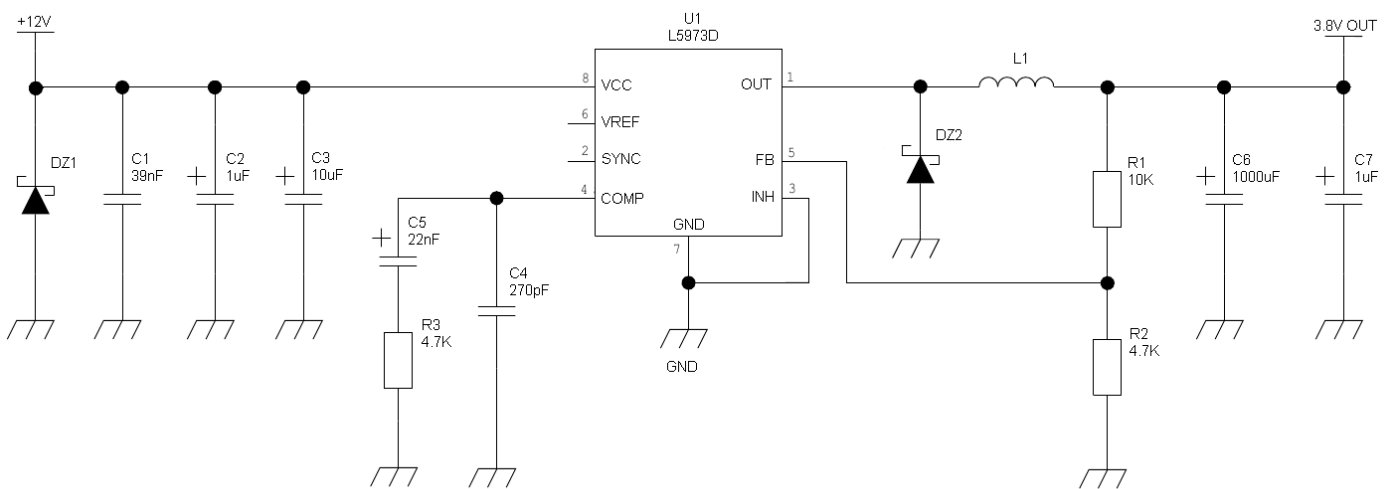 +12V
U1
L5973D
3.8V OUT
8 VCC
OUT 1
L1
6 VREF
DZ1
C1
39nF
C2
1uF
C3
10uF
2 SYNC
FB 5
DZ2
R1
10K
C6
1000uF
C7
1uF
4 COMP
INH 3
C5
22nF
GND
7
C4
270pF
R3
4.7K
R2
4.7K
GND